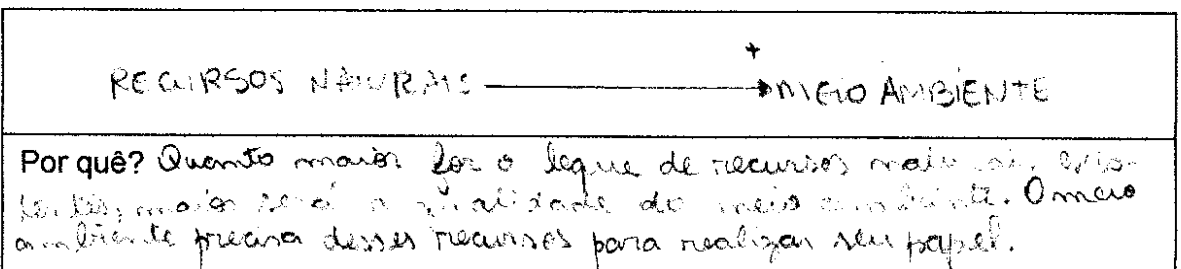 +
RECURSOS NATURAIS MEIO AMBIENTE
Por quê? Quanto maior for o leque de recursos naturais exis-
tentes, maior será a qualidade do meio ambiente. O meio
ambiente precisa desses recursos para realizar seu papel.